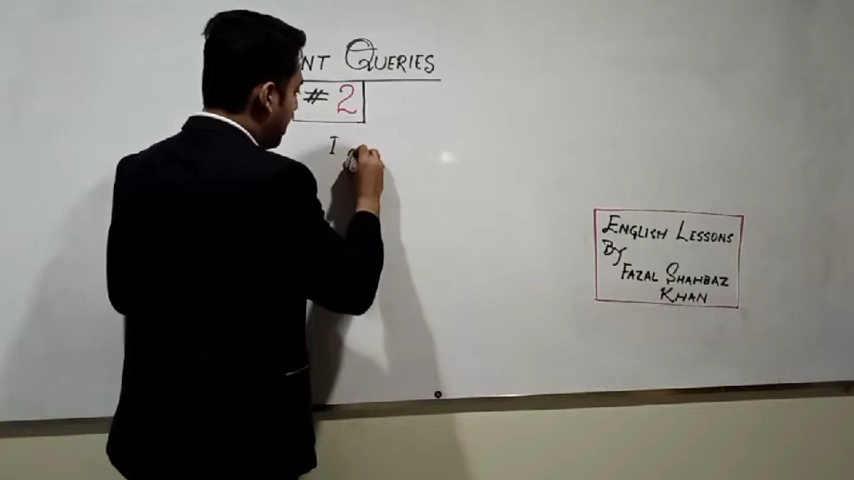 NT QUERIES
# 2
I
ENGLISH LESSONS
BY
FAZAL SHAHBAZ
KHAN